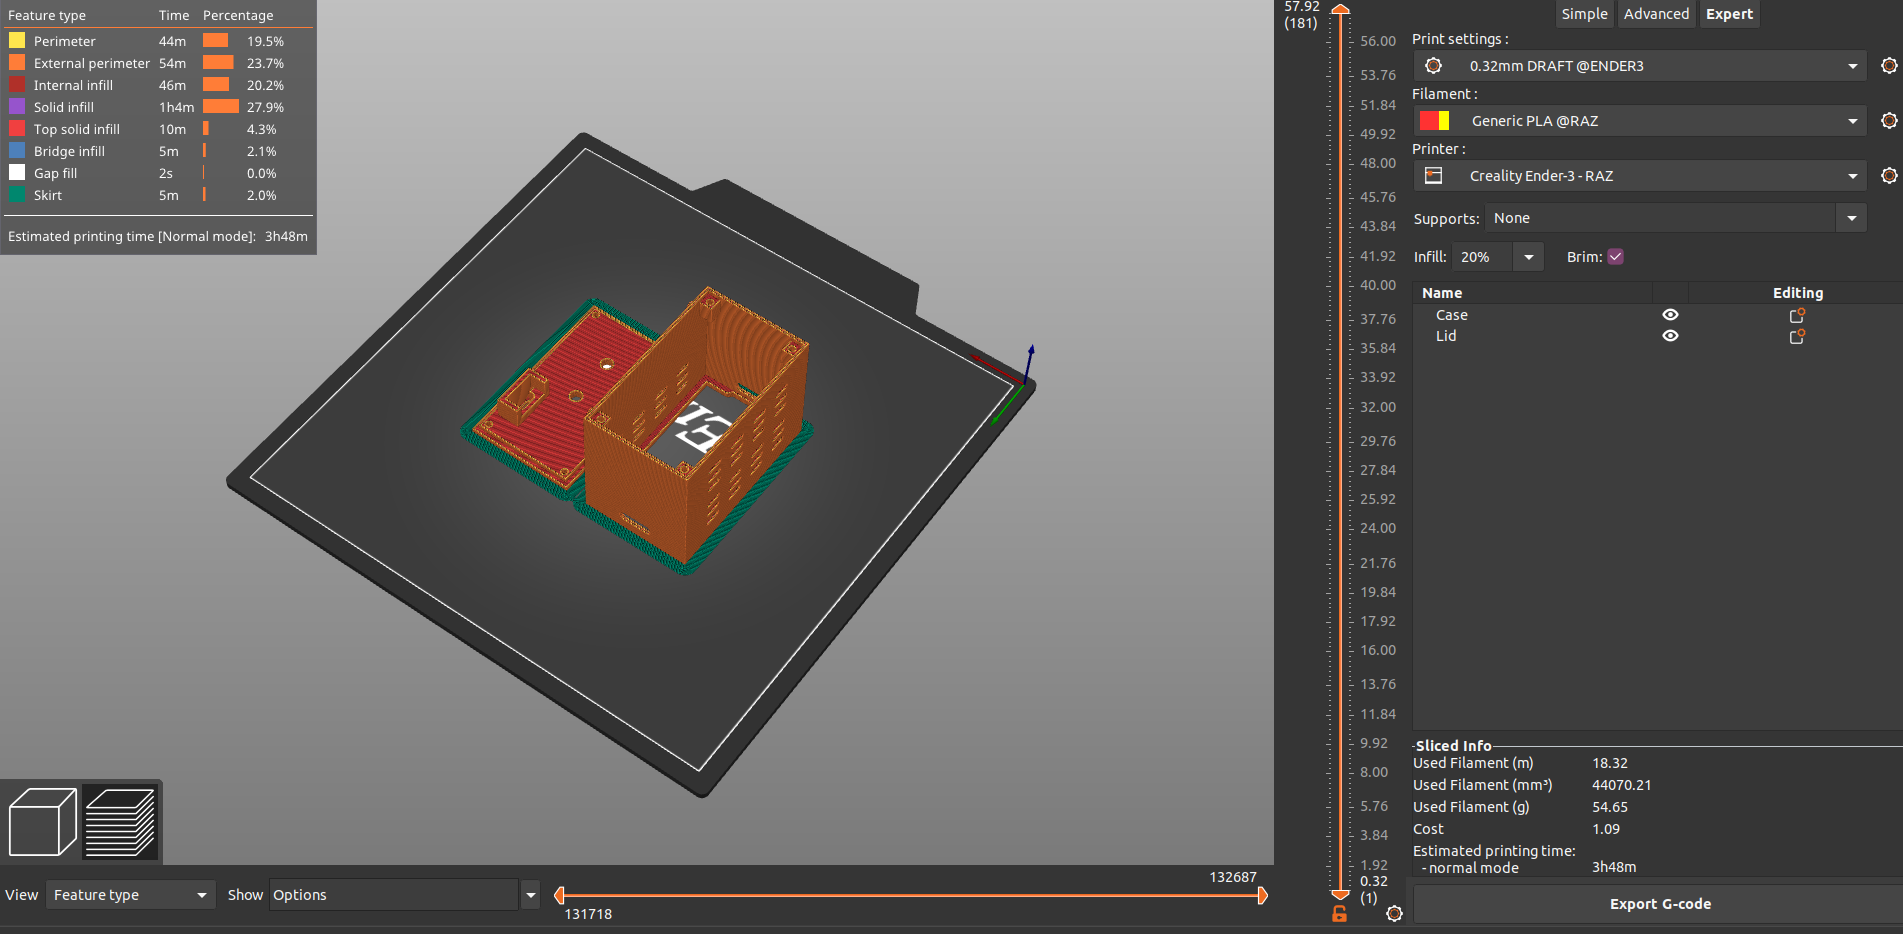 Feature type Time Percentage
Perimeter 44m 19.5%
External perimeter 54m 23.7%
Internal infill 46m 20.2%
Solid infill 1h4m 27.9%
Top solid infill 10m 4.3%
Bridge infill 5m 2.1%
Gap fill 2s 0.0%
Skirt 5m 2.0%
Estimated printing time [Normal mode]: 3h48m
View Feature type Show Options
132687
131718
57.92
(181)
56.00
53.76
51.84
49.92
48.00
45.76
43.84
41.92
40.00
37.76
35.84
33.92
32.00
29.76
27.84
25.92
24.00
21.76
19.84
17.92
16.00
13.76
11.84
9.92
8.00
5.76
3.84
1.92
0.32
(1)
Simple Advanced Expert
Print settings :
0.32mm DRAFT @ENDER3
Filament :
Generic PLA @RAZ
Printer :
Creality Ender-3 - RAZ
Supports: None
Infill: 20% Brim:
Name Editing
Case
Lid
Sliced Info
Used Filament (m) 18.32
Used Filament (mm³) 44070.21
Used Filament (g) 54.65
Cost 1.09
Estimated printing time:
- normal mode 3h48m
Export G-code